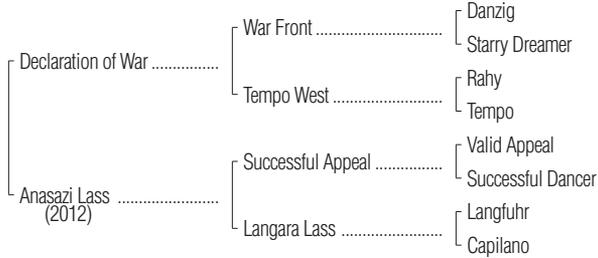 Danzig
War Front ..............................
Starry Dreamer
Declaration of War ................
Rahy
Tempo West ..........................
Tempo
Valid Appeal
Successful Appeal ................
Successful Dancer
Anasazi Lass ........................
(2012)
Langfuhr
Langara Lass ........................
Capilano